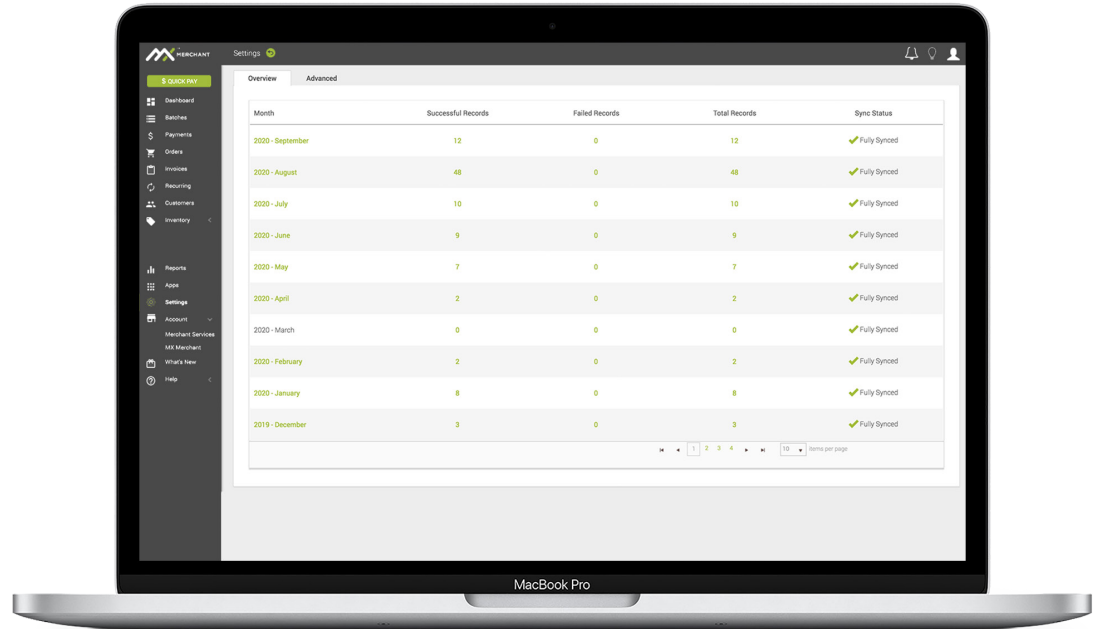 MX MERCHANT
Settings
$ QUICK PAY
Dashboard
Batches
Payments
Orders
Invoices
Recurring
Customers
Inventory
Reports
Apps
Settings
Account
Merchant Services
MX Merchant
What's New
Help
Overview Advanced
Month Successful Records Failed Records Total Records Sync Status
2020 - September 12 0 12 Fully Synced
2020 - August 48 0 48 Fully Synced
2020 - July 10 0 10 Fully Synced
2020 - June 9 0 9 Fully Synced
2020 - May 7 0 7 Fully Synced
2020 - April 2 0 2 Fully Synced
2020 - March 0 0 0 Fully Synced
2020 - February 2 0 2 Fully Synced
2020 - January 8 0 8 Fully Synced
2019 - December 3 0 3 Fully Synced
1 2 3 4 10 items per page
MacBook Pro